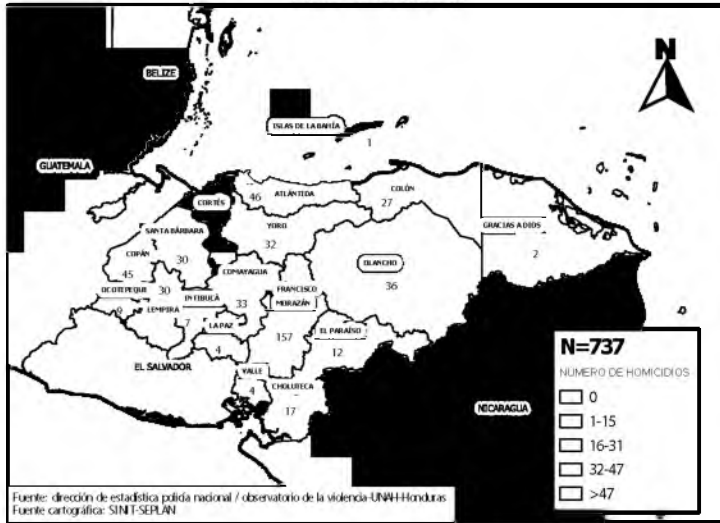 N
BELIZE
ISLAS DE LA BAHÍA
1
GUATEMALA
CORTÉS
ATLÁNTIDA
46
COLÓN
27
SANTA BÁRBARA
30
YORO
32
GRACIAS A DIOS
2
COPÁN
45
COMAYAGUA
33
OLANCHO
36
OCOTEPEQUE
9
30
LEMPIRA
INTIBUCÁ
7
FRANCISCO
MORAZÁN
157
LA PAZ
4
EL PARAÍSO
12
EL SALVADOR
VALLE
4
CHOLUTECA
17
NICARAGUA
N=737
NUMERO DE HOMICIDIOS
0
1-15
16-31
32-47
>47
Fuente: dirección de estadística policía nacional / observatorio de la violencia-UNAH-Honduras
Fuente cartográfica: SINIT-SEPLAN